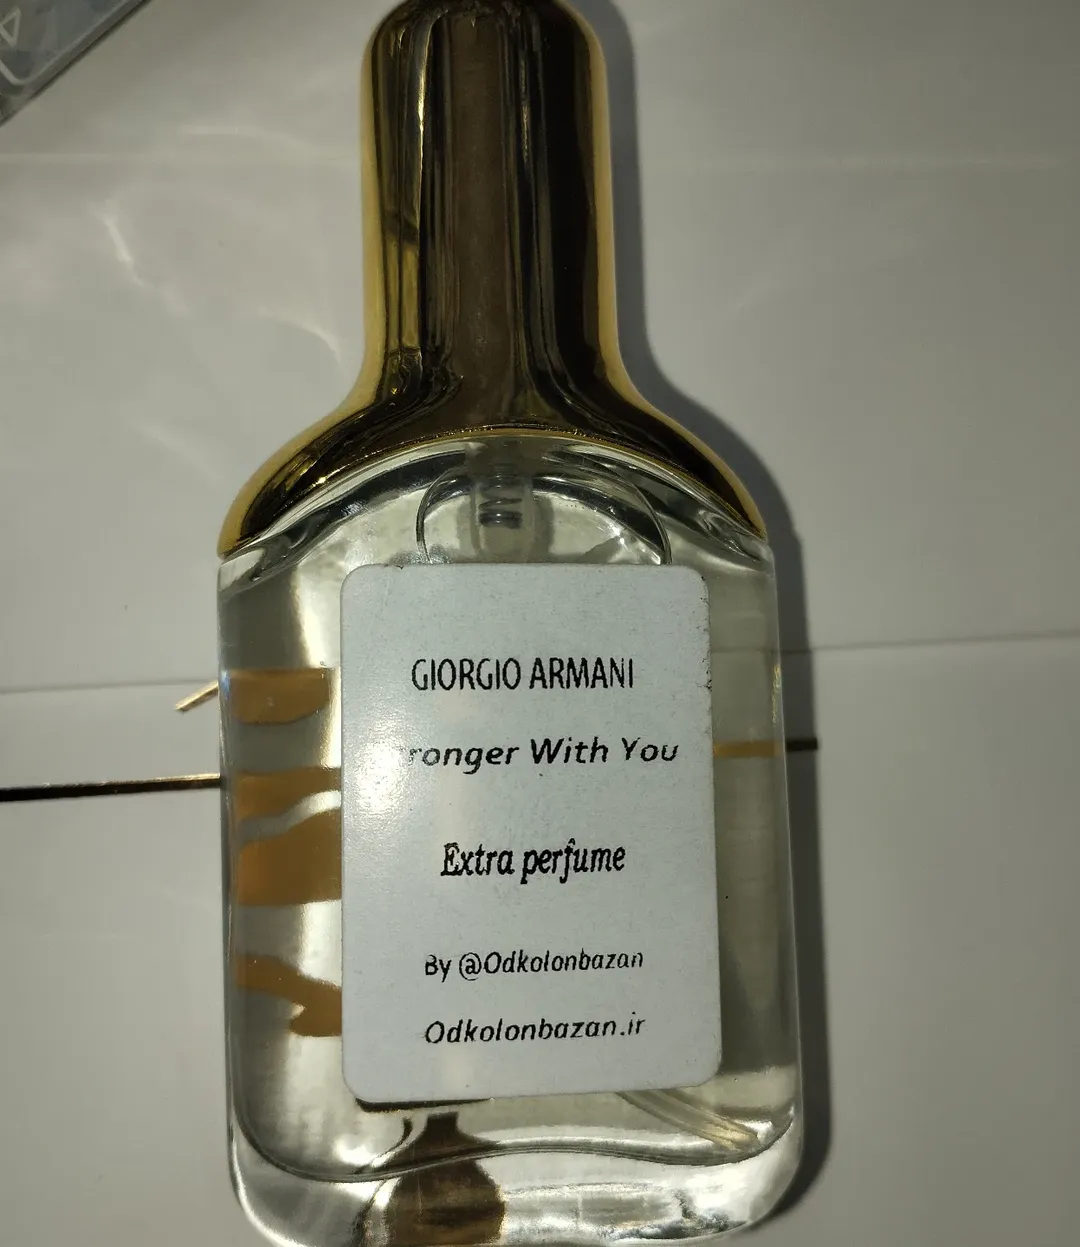 GIORGIO ARMANI
ronger With You
Extra perfume
By @Odkolonbazan
Odkolonbazan.ir